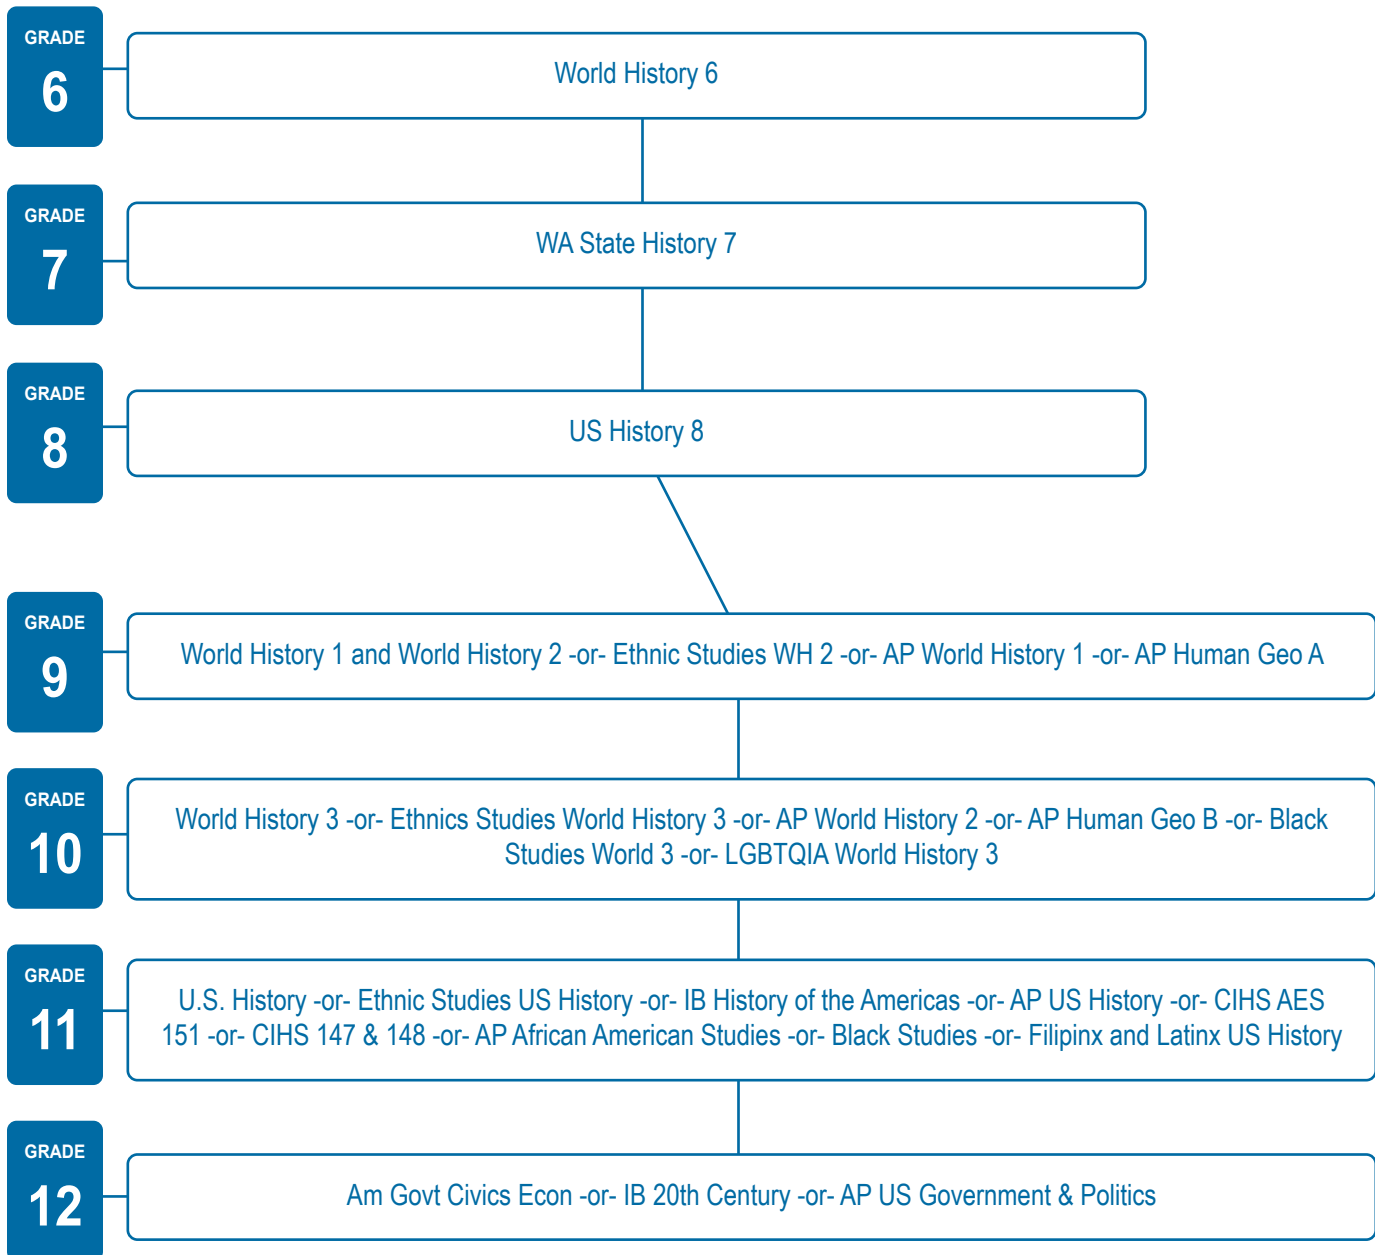 GRADE
6
World History 6
GRADE
7
WA State History 7
GRADE
8
US History 8
GRADE
9
World History 1 and World History 2 -or- Ethnic Studies WH 2 -or- AP World History 1 -or- AP Human Geo A
GRADE
10
World History 3 -or- Ethnics Studies World History 3 -or- AP World History 2 -or- AP Human Geo B -or- Black
Studies World 3 -or- LGBTQIA World History 3
GRADE
11
U.S. History -or- Ethnic Studies US History -or- IB History of the Americas -or- AP US History -or- CIHS AES
151 -or- CIHS 147 & 148 -or- AP African American Studies -or- Black Studies -or- Filipinx and Latinx US History
GRADE
12
Am Govt Civics Econ -or- IB 20th Century -or- AP US Government & Politics